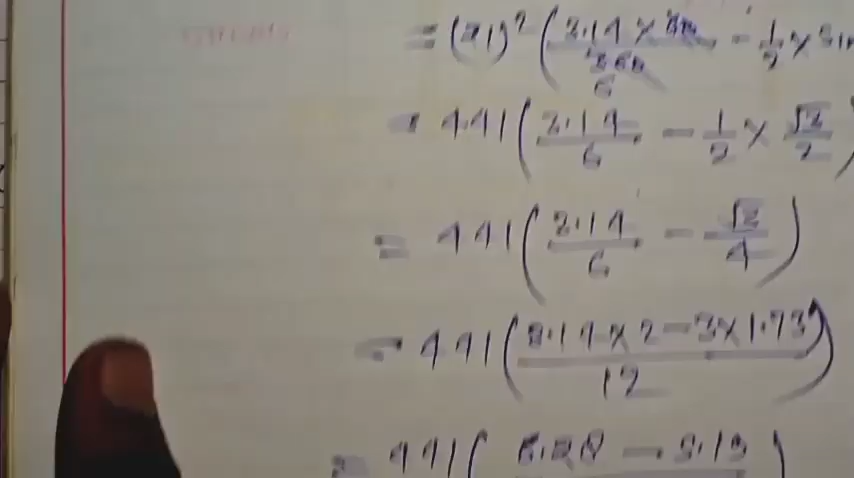 = (21)² ( 3.14 × 60 / 360 6 - 1/2 × sin
= 441 ( 3.14 / 6 - 1/2 × √3 / 2 )
= 441 ( 3.14 / 6 - √3 / 4 )
= 441 ( 3.14 × 2 - 3 × 1.73 / 12 )
= 441 ( 6.28 - 5.19 )